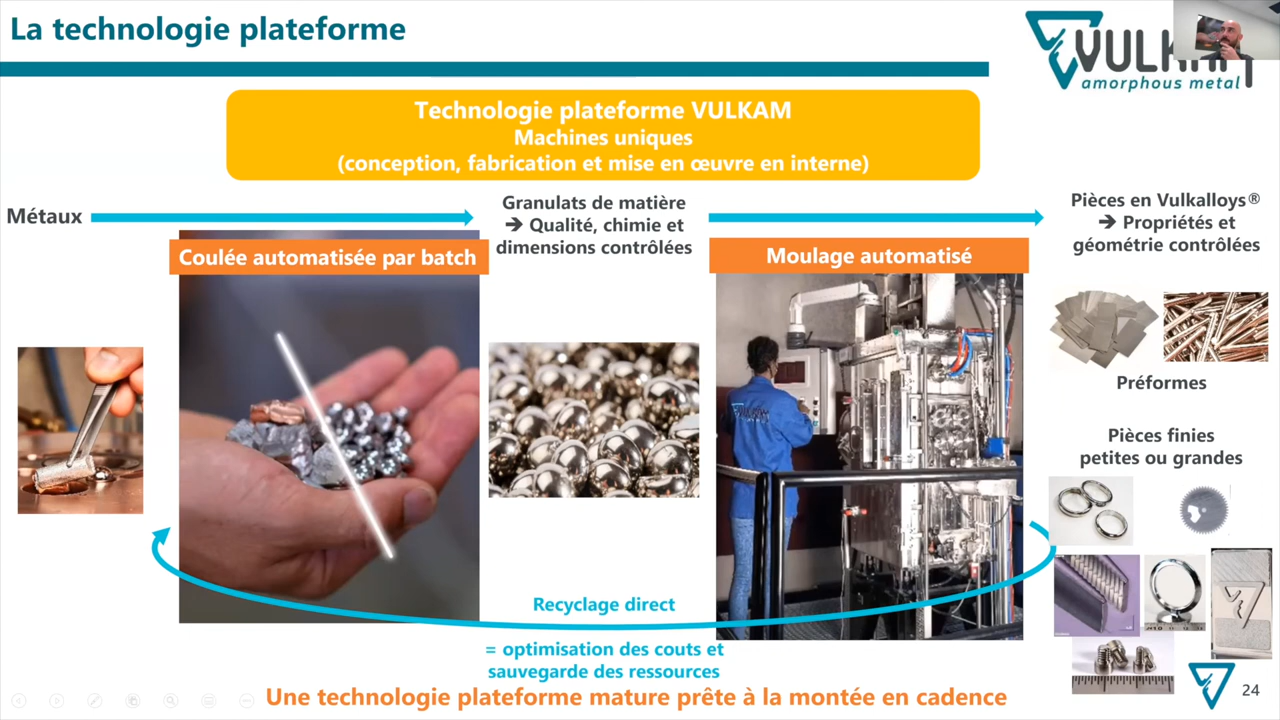 La technologie plateforme
VULKAM
amorphous metal
Technologie plateforme VULKAM
Machines uniques
(conception, fabrication et mise en œuvre en interne)
Métaux
Granulats de matière
➔ Qualité, chimie et
dimensions contrôlées
Pièces en Vulkalloys®
➔ Propriétés et
géométrie contrôlées
Coulée automatisée par batch
Moulage automatisé
VULKAM
Préformes
Pièces finies
petites ou grandes
Recyclage direct
= optimisation des couts et
sauvegarde des ressources
Une technologie plateforme mature prête à la montée en cadence
24